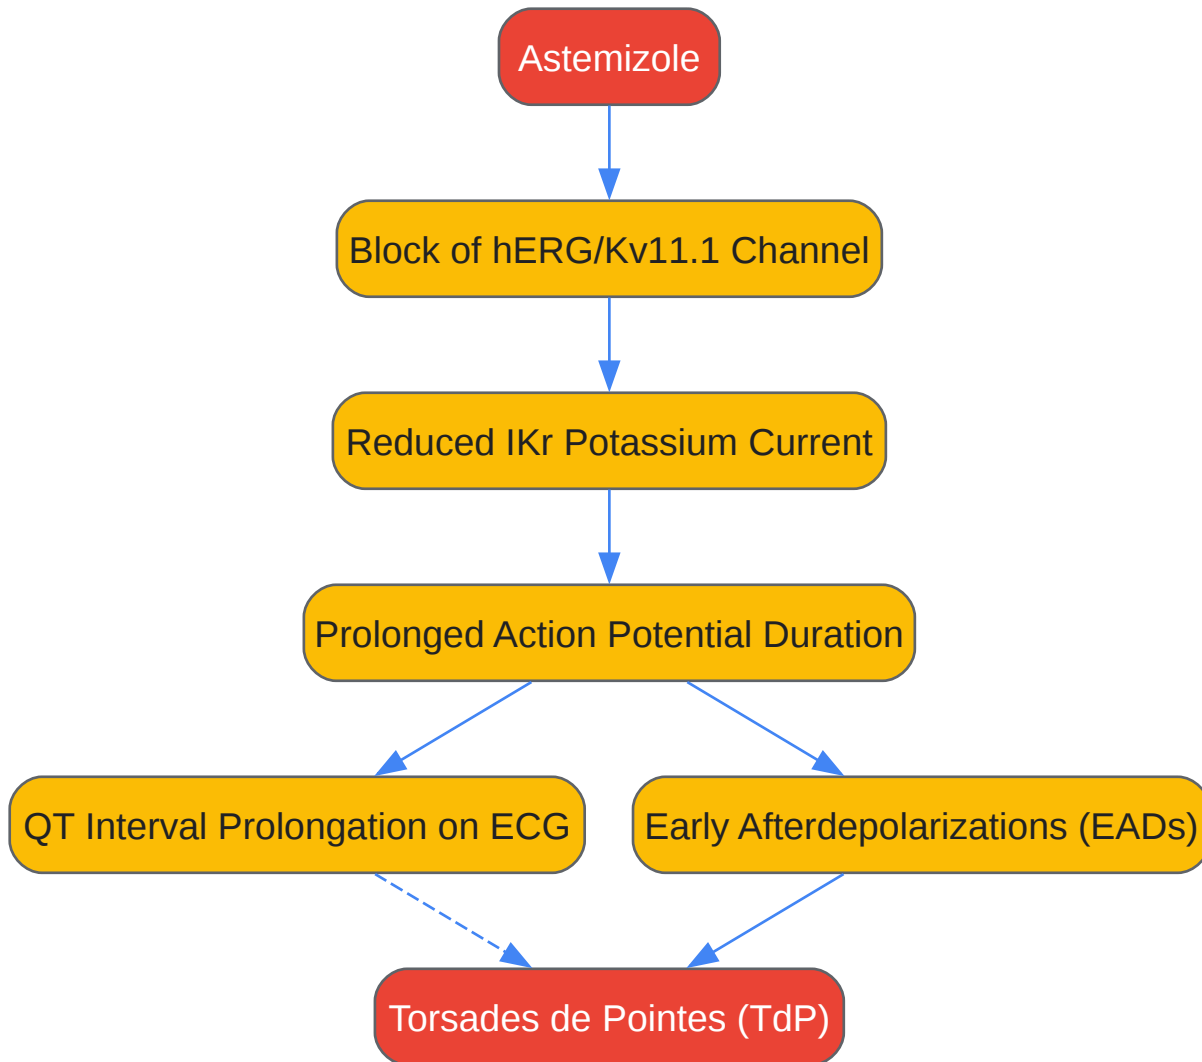 Astemizole
Block of hERG/Kv11.1 Channel
Reduced IKr Potassium Current
Prolonged Action Potential Duration
QT Interval Prolongation on ECG
Early Afterdepolarizations (EADs)
Torsades de Pointes (TdP)